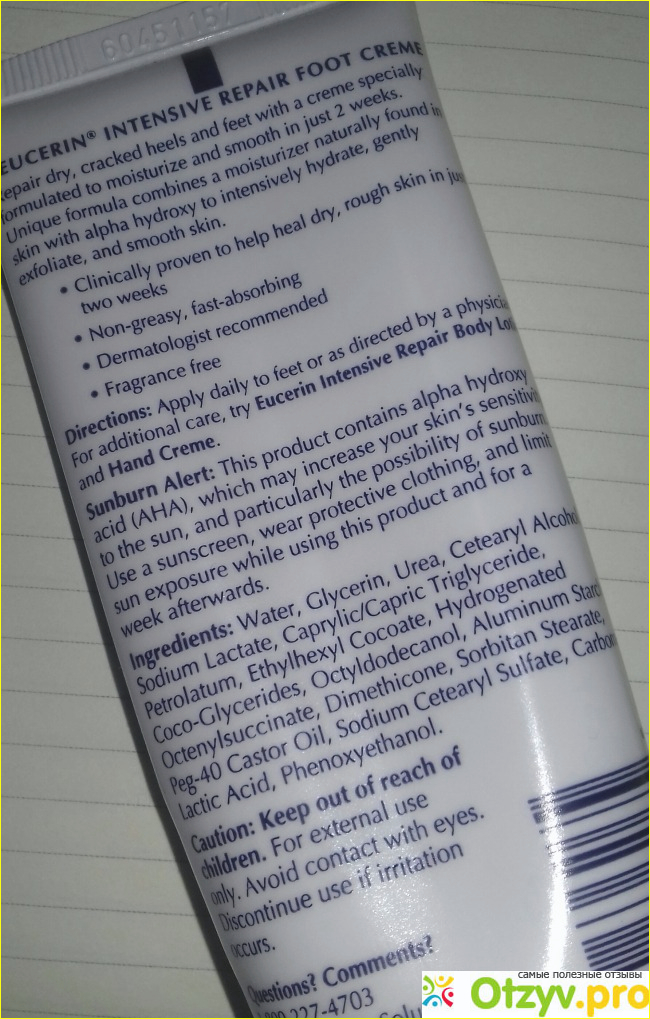 60451157
EUCERIN® INTENSIVE REPAIR FOOT CREME
epair dry, cracked heels and feet with a creme specially
formulated to moisturize and smooth in just 2 weeks.
Unique formula combines a moisturizer naturally found in
skin with alpha hydroxy to intensively hydrate, gently
exfoliate, and smooth skin.
• Clinically proven to help heal dry, rough skin in just
two weeks
• Non-greasy, fast-absorbing
• Dermatologist recommended
• Fragrance free
Directions: Apply daily to feet or as directed by a physici
For additional care, try Eucerin Intensive Repair Body Lot
and Hand Creme.
Sunburn Alert: This product contains alpha hydroxy
acid (AHA), which may increase your skin's sensitivi
to the sun, and particularly the possibility of sunburn.
Use a sunscreen, wear protective clothing, and limit
sun exposure while using this product and for a
week afterwards.
Ingredients: Water, Glycerin, Urea, Cetearyl Alcohol
Sodium Lactate, Caprylic/Capric Triglyceride,
Petrolatum, Ethylhexyl Cocoate, Hydrogenated
Coco-Glycerides, Octyldodecanol, Aluminum Starc
Octenylsuccinate, Dimethicone, Sorbitan Stearate,
Peg-40 Castor Oil, Sodium Cetearyl Sulfate, Carbom
Lactic Acid, Phenoxyethanol.
Caution: Keep out of reach of
children. For external use
only. Avoid contact with eyes.
Discontinue use if irritation
occurs.
Questions? Comments?
800-227-4703
самые полезные отзывы
Otzyv.pro